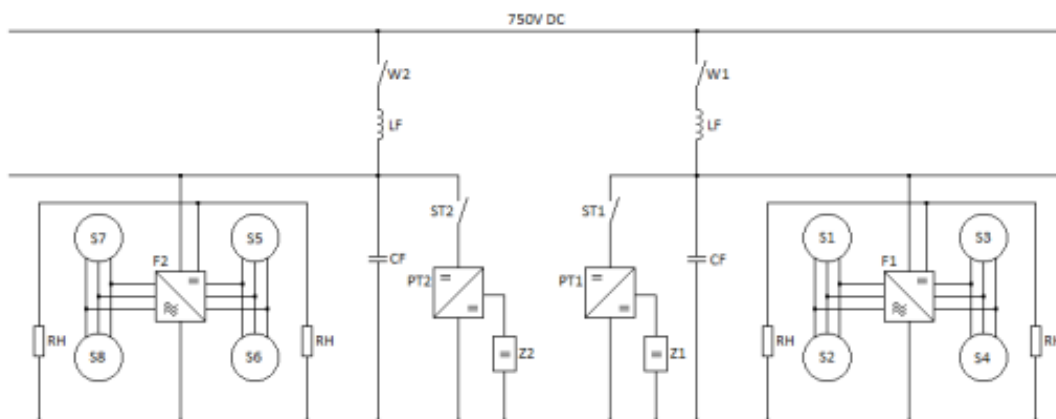 750V DC
W2 W1
LF LF
ST2 ST1
S7 S5 S1 S3
F2 F1
CF CF
PT2 PT1
RH RH RH RH
S8 S6 Z2 Z1 S2 S4